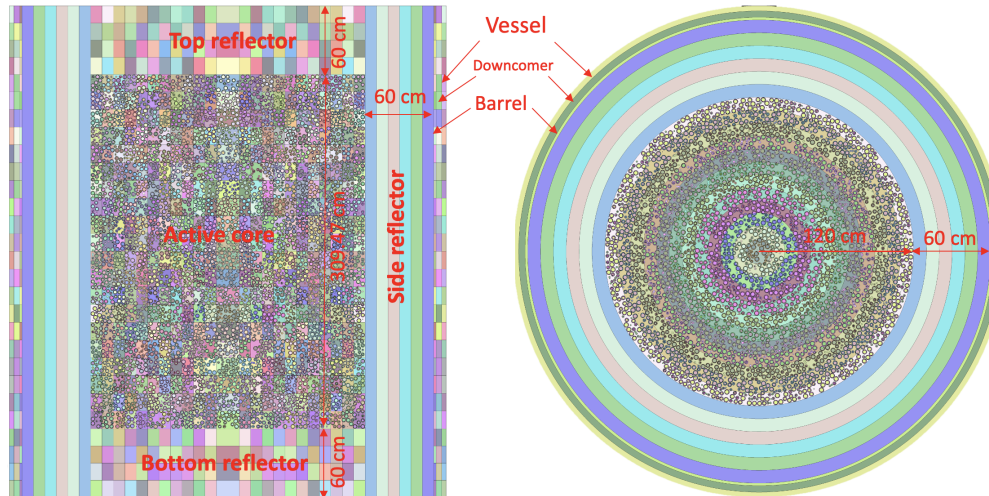 Top reflector
60 cm
Vessel
Downcomer
60 cm
Barrel
Side reflector
Active core
309.47 cm
120 cm
60 cm
Bottom reflector
60 cm